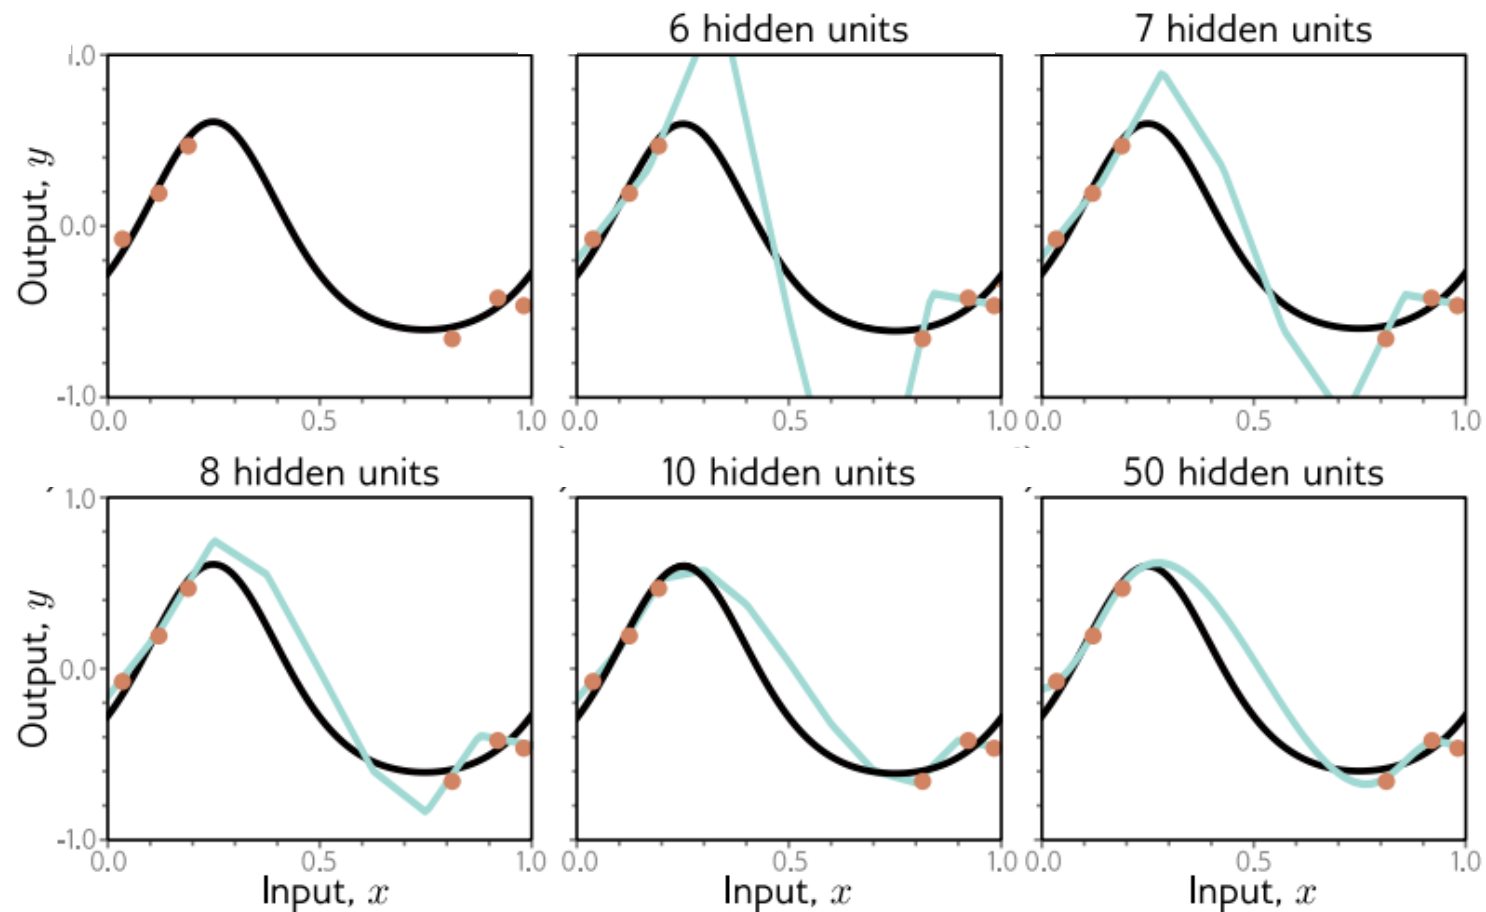 6 hidden units
7 hidden units
1.0
0.0
-1.0
Output, y
0.0 0.5 1.0
0.0 0.5 1.0
0.0 0.5 1.0
8 hidden units
10 hidden units
50 hidden units
1.0
0.0
-1.0
Output, y
0.0 0.5 1.0
0.0 0.5 1.0
0.0 0.5 1.0
Input, x
Input, x
Input, x